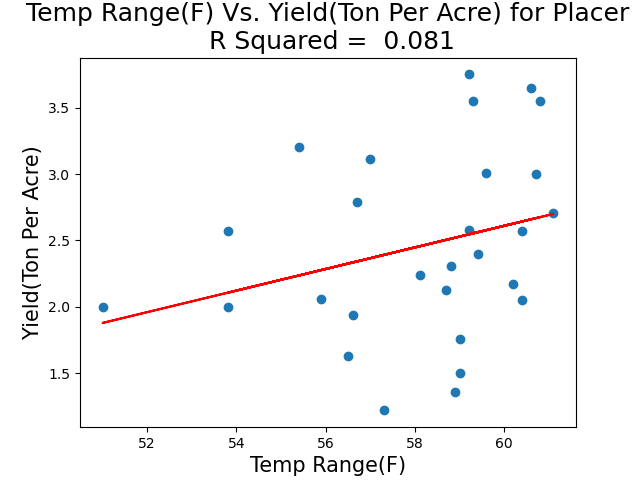 Temp Range(F) Vs. Yield(Ton Per Acre) for Placer
R Squared =  0.081
Yield(Ton Per Acre)
3.5
3.0
2.5
2.0
1.5
52 54 56 58 60
Temp Range(F)